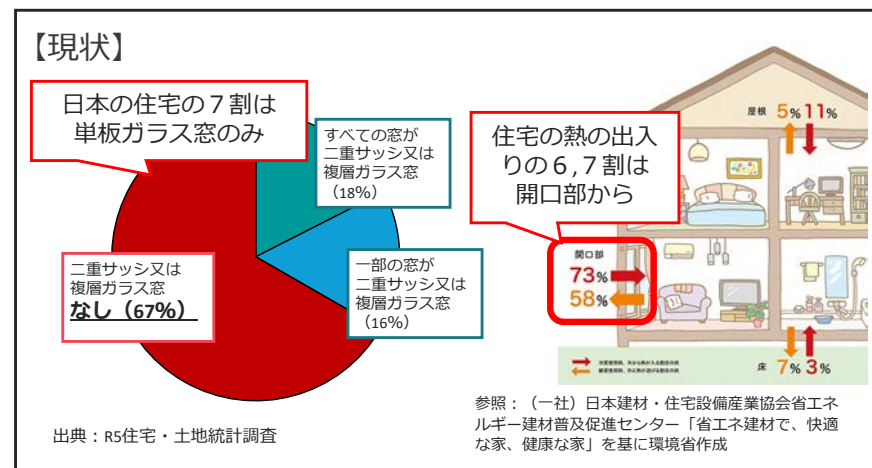 【現状】
日本の住宅の７割は
単板ガラス窓のみ
すべての窓が
二重サッシ又は
複層ガラス窓
（18％）
二重サッシ又は
複層ガラス窓
なし（67％）
一部の窓が
二重サッシ又は
複層ガラス窓
（16％）
出典：R5住宅・土地統計調査
住宅の熱の出入
りの６,７割は
開口部から
屋根 5％ 11％
開口部
73％
58％
床 7％ 3％
参照：（一社）日本建材・住宅設備産業協会省エネ
ルギー建材普及促進センター「省エネ建材で、快適
な家、健康な家」を基に環境省作成